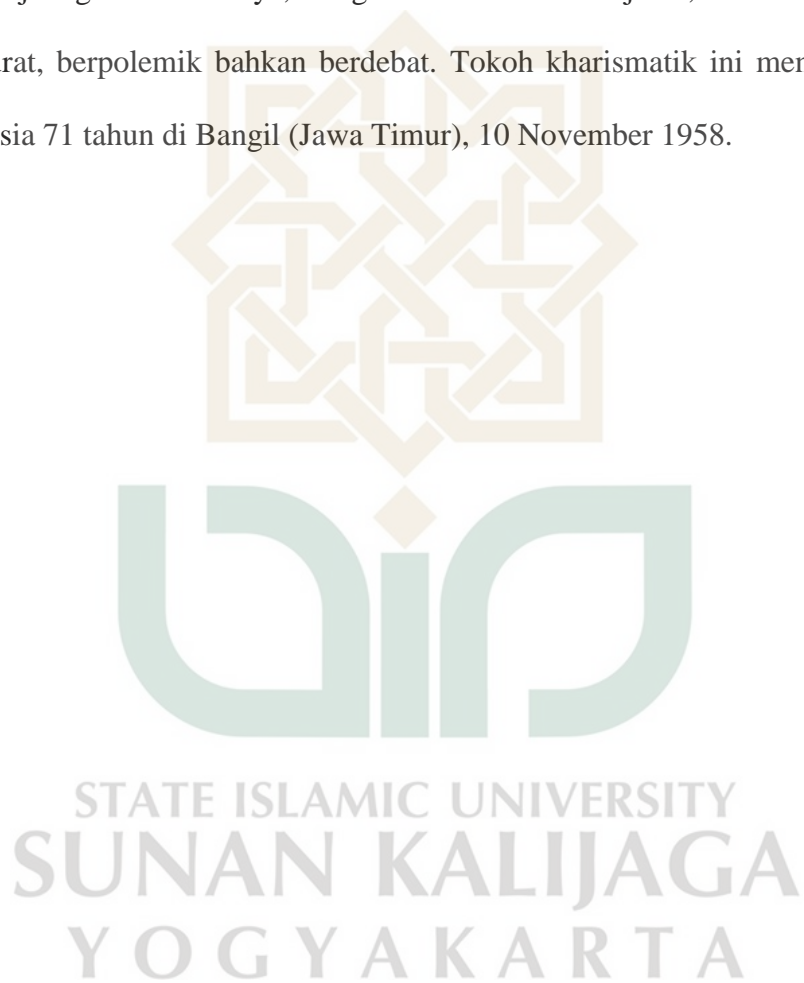 rat, berpolemik bahkan berdebat. Tokoh kharismatik ini mer
sia 71 tahun di Bangil (Jawa Timur), 10 November 1958.
STATE ISLAMIC UNIVERSITY
SUNAN KALIJAGA
YOGYAKARTA